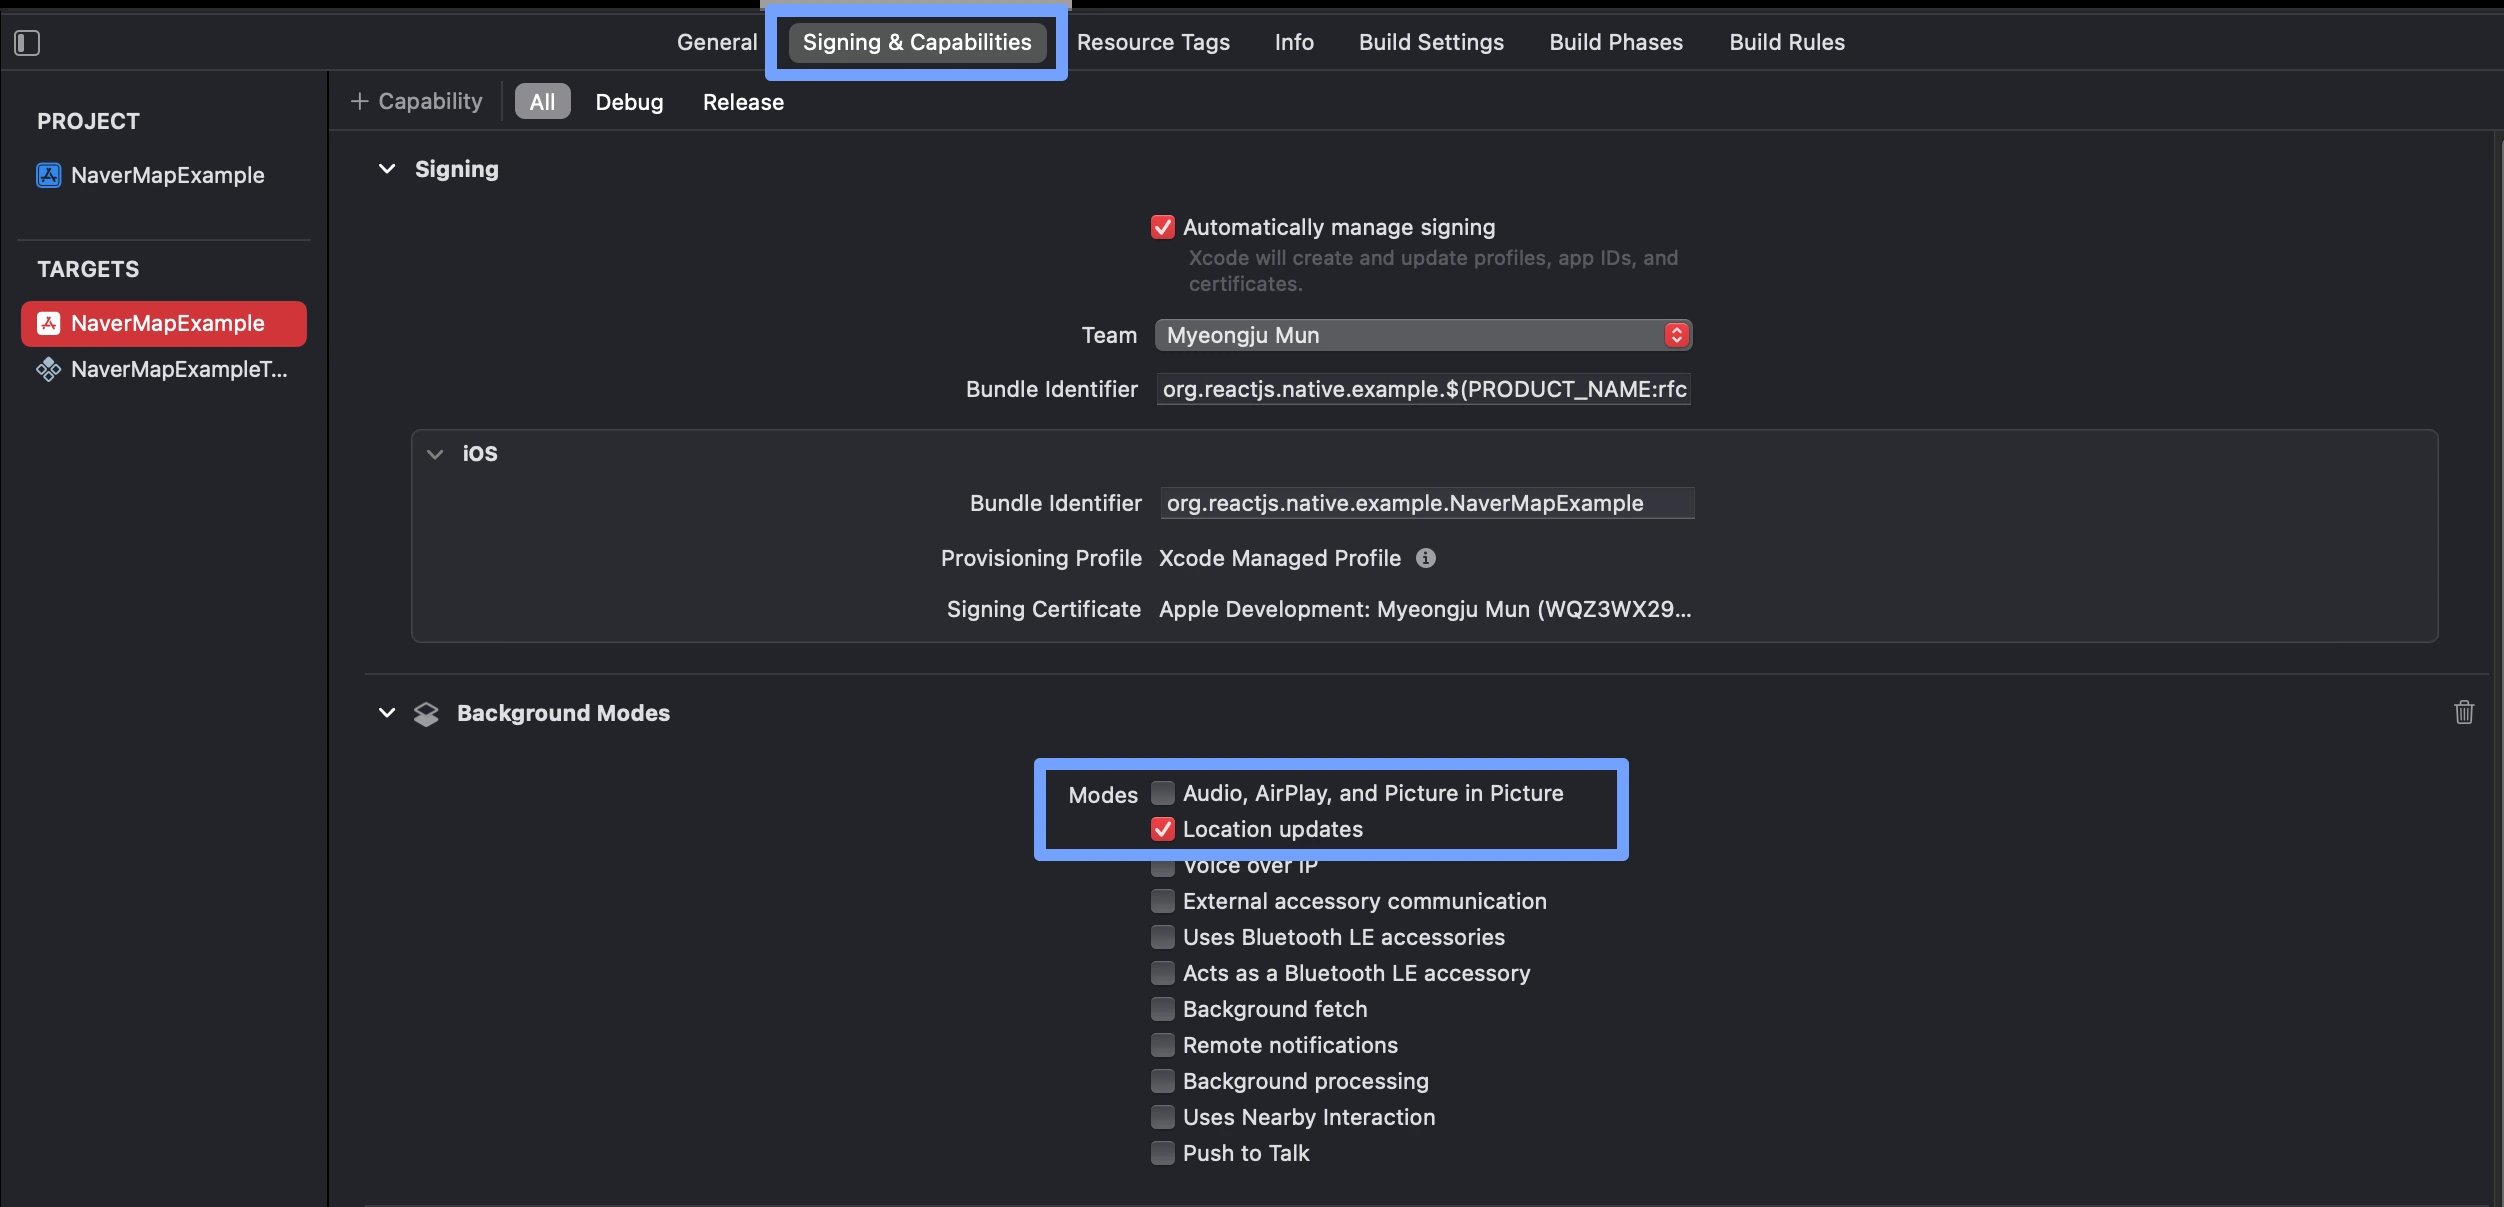 General Signing & Capabilities Resource Tags Info Build Settings Build Phases Build Rules
Capability All Debug Release
PROJECT
NaverMapExample
TARGETS
NaverMapExample
NaverMapExampleT...
Signing
Automatically manage signing
Xcode will create and update profiles, app IDs, and
certificates.
Team Myeongju Mun
Bundle Identifier org.reactjs.native.example.$(PRODUCT_NAME:rfc
iOS
Bundle Identifier org.reactjs.native.example.NaverMapExample
Provisioning Profile Xcode Managed Profile
Signing Certificate Apple Development: Myeongju Mun (WQZ3WX29...
Background Modes
Modes Audio, AirPlay, and Picture in Picture
Location updates
Voice over IP
External accessory communication
Uses Bluetooth LE accessories
Acts as a Bluetooth LE accessory
Background fetch
Remote notifications
Background processing
Uses Nearby Interaction
Push to Talk